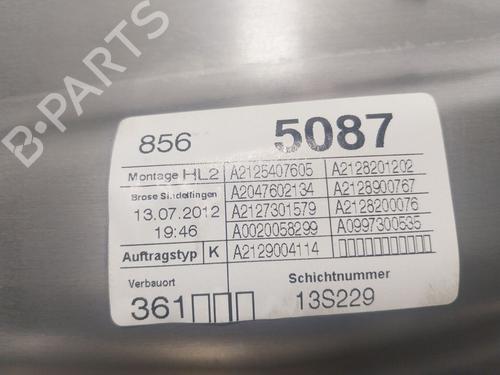 856 5087
Montage HL2 A2125407605 A2128201202
Brose Sindelfingen A2047602134 A2128900767
13.07.2012 A2127301579 A2128200076
19:46 A0020058299 A0997300535
Auftragstyp K A2129004114 □□□□□□□□□□□
Verbauort Schichtnummer
361□□□ 13S229
B-PARTS